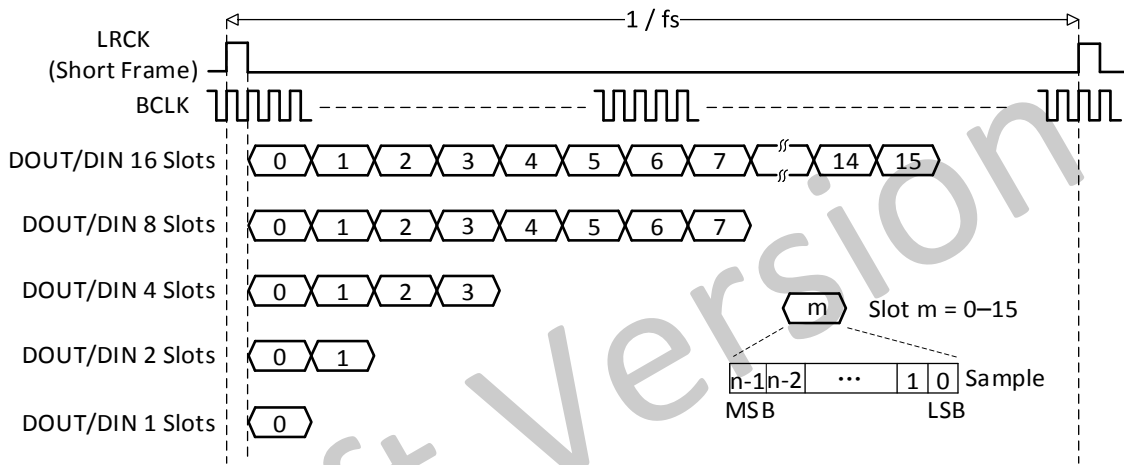 1 / fs
LRCK
(Short Frame)
BCLK
DOUT/DIN 16 Slots 0 1 2 3 4 5 6 7 14 15
DOUT/DIN 8 Slots 0 1 2 3 4 5 6 7
DOUT/DIN 4 Slots 0 1 2 3
m Slot m = 0–15
DOUT/DIN 2 Slots 0 1
n-1 n-2 ··· 1 0 Sample
MSB LSB
DOUT/DIN 1 Slots 0
ft Version